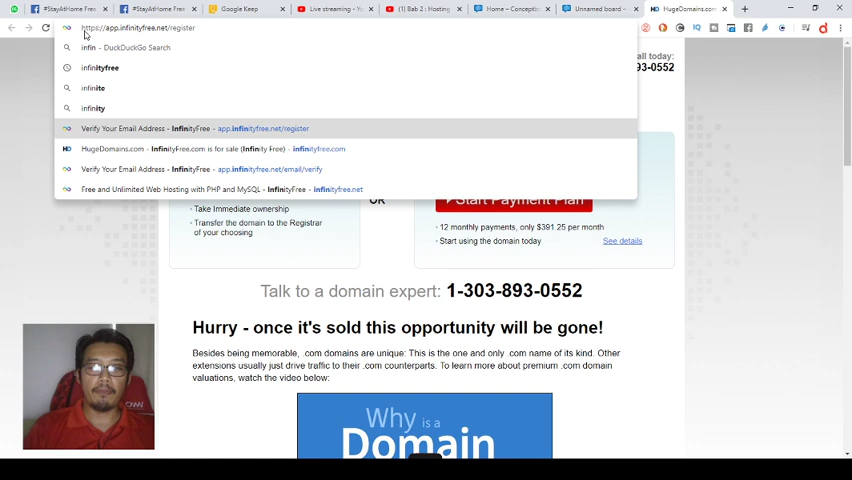 #StayAtHome Free
#StayAtHome Free
Google Keep
Live streaming - Yo
(1) Bab 2 : Hosting
Home – Conceptbo
Unnamed board –
HugeDomains.com
https://app.infinityfree.net/register
infin - DuckDuckGo Search
infinityfree
infinite
infinity
Verify Your Email Address - InfinityFree - app.infinityfree.net/register
HugeDomains.com - InfinityFree.com is for sale (Infinity Free) - infinityfree.com
Verify Your Email Address - InfinityFree - app.infinityfree.net/email/verify
Free and Unlimited Web Hosting with PHP and MySQL - InfinityFree - infinityfree.net
all today:
893-0552
· Take Immediate ownership
· Transfer the domain to the Registrar
of your choosing
OR
Start Payment Plan
· 12 monthly payments, only $391.25 per month
· Start using the domain today
See details
Talk to a domain expert: 1-303-893-0552
Hurry - once it's sold this opportunity will be gone!
Besides being memorable, .com domains are unique: This is the one and only .com name of its kind. Other
extensions usually just drive traffic to their .com counterparts. To learn more about premium .com domain
valuations, watch the video below:
Why is a
Domain